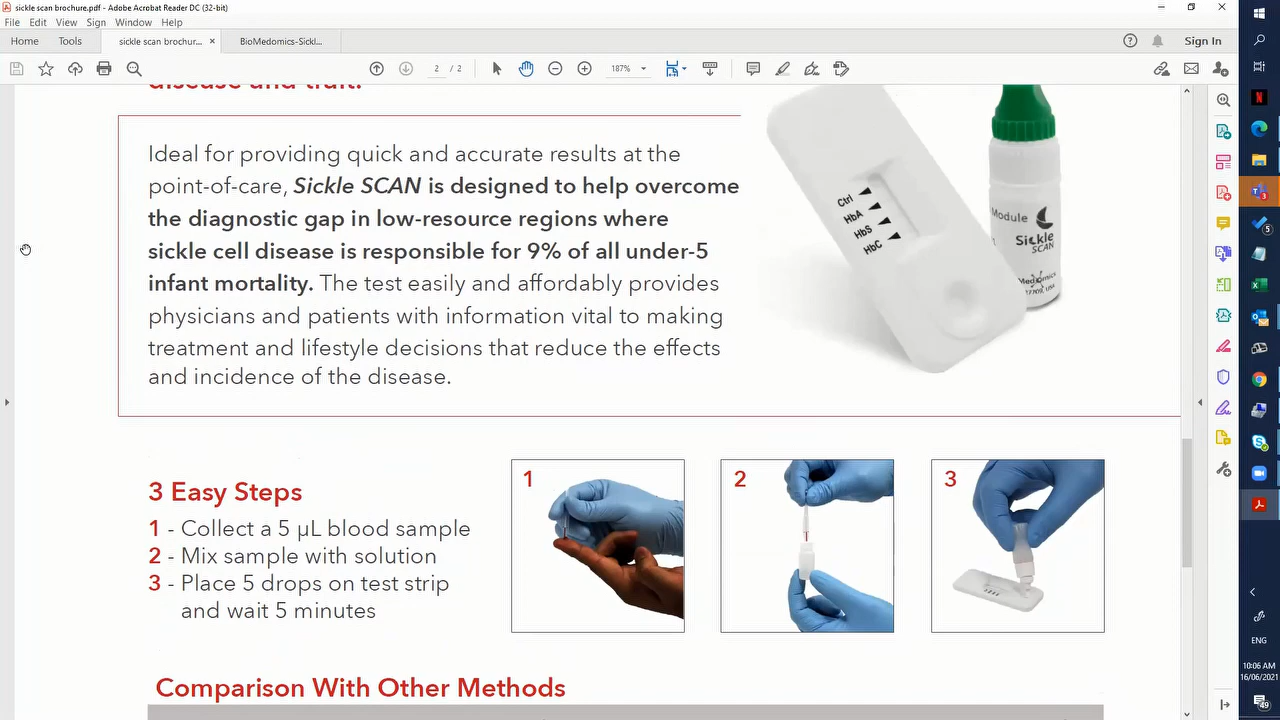 sickle scan brochure.pdf - Adobe Acrobat Reader DC (32-bit)
File Edit View Sign Window Help
Home Tools sickle scan brochur... × BioMedomics-Sickl...
Sign In
2 / 2 187%
disease and trait.
Ideal for providing quick and accurate results at the
point-of-care, Sickle SCAN is designed to help overcome
the diagnostic gap in low-resource regions where
sickle cell disease is responsible for 9% of all under-5
infant mortality. The test easily and affordably provides
physicians and patients with information vital to making
treatment and lifestyle decisions that reduce the effects
and incidence of the disease.
Ctrl
HbA
HbS
HbC
Module
Sickle
SCAN
3 Easy Steps
1 - Collect a 5 µL blood sample
2 - Mix sample with solution
3 - Place 5 drops on test strip
and wait 5 minutes
1
2
3
Comparison With Other Methods
ENG
10:06 AM
16/06/2021